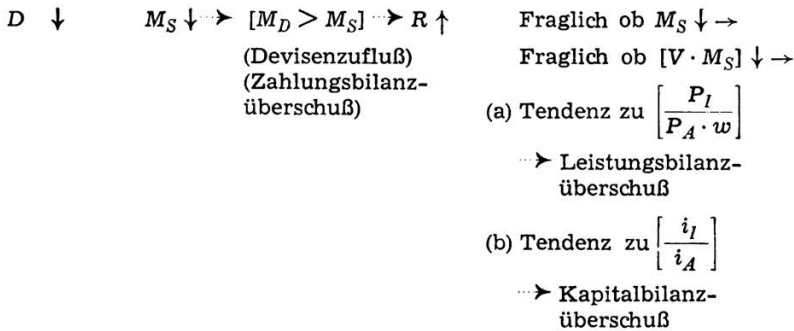 D ↓ M_S ↓ ⇢ [M_D > M_S] ⇢ R ↑ Fraglich ob M_S ↓ →
(Devisenzufluß) Fraglich ob [V · M_S] ↓ →
(Zahlungsbilanz-
überschuß)
(a) Tendenz zu [P_I / P_A · w]
⇢ Leistungsbilanz-
überschuß
(b) Tendenz zu [i_I / i_A]
⇢ Kapitalbilanz-
überschuß